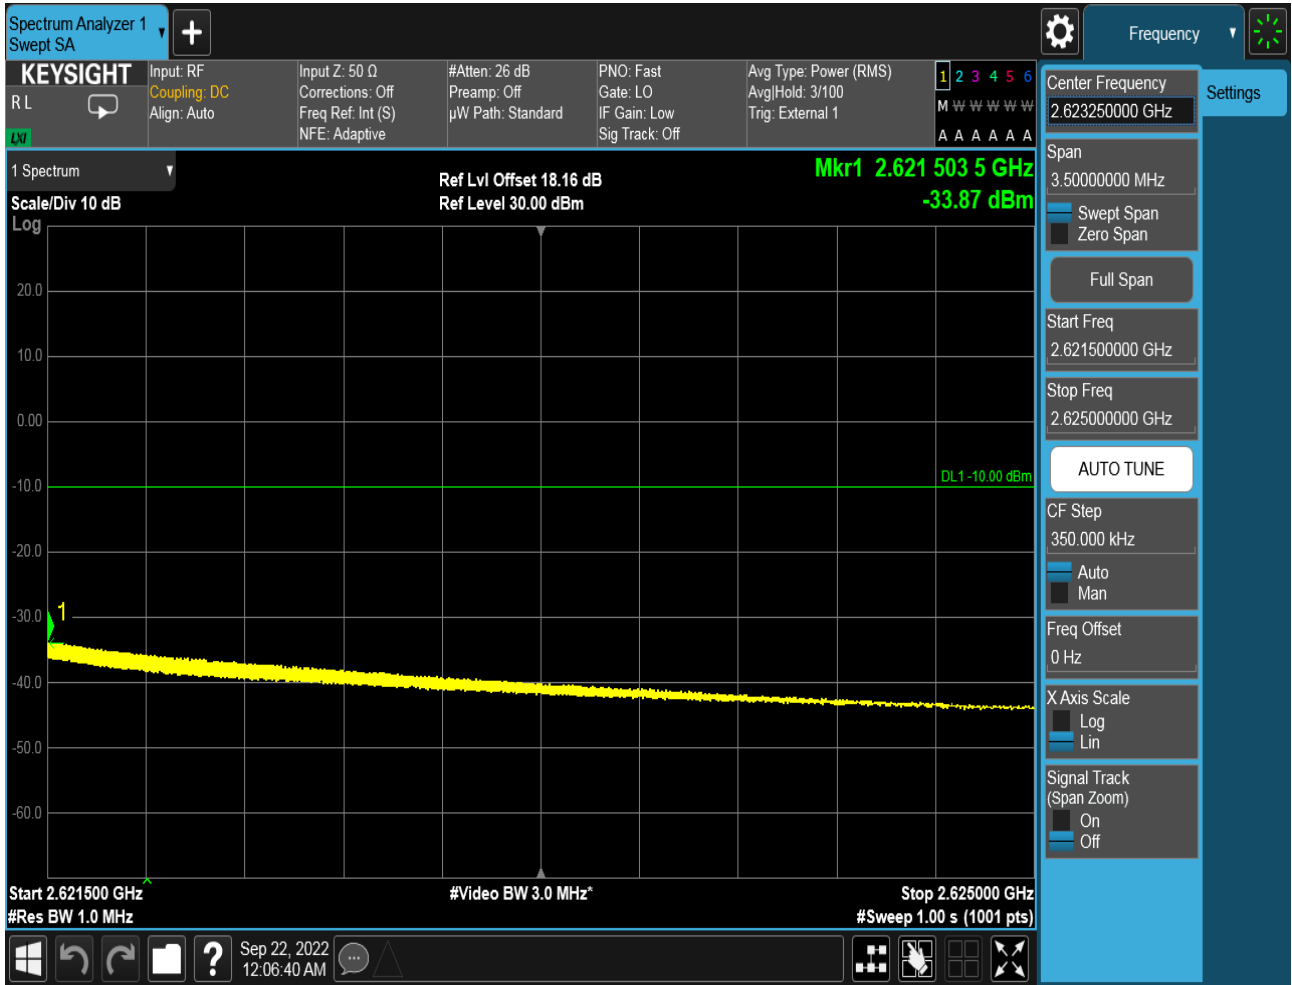 Spectrum Analyzer 1
Swept SA
Frequency
KEYSIGHT
R L
LXI
Input: RF
Coupling: DC
Align: Auto
Input Z: 50 Ω
Corrections: Off
Freq Ref: Int (S)
NFE: Adaptive
#Atten: 26 dB
Preamp: Off
µW Path: Standard
PNO: Fast
Gate: LO
IF Gain: Low
Sig Track: Off
Avg Type: Power (RMS)
Avg|Hold: 3/100
Trig: External 1
1 2 3 4 5 6
M W W W W W
A A A A A A
1 Spectrum
Scale/Div 10 dB
Log
Ref Lvl Offset 18.16 dB
Ref Level 30.00 dBm
Mkr1 2.621 503 5 GHz
-33.87 dBm
20.0
10.0
0.00
-10.0
-20.0
-30.0
-40.0
-50.0
-60.0
DL1 -10.00 dBm
1
Start 2.621500 GHz
#Res BW 1.0 MHz
#Video BW 3.0 MHz*
Stop 2.625000 GHz
#Sweep 1.00 s (1001 pts)
Sep 22, 2022
12:06:40 AM
Center Frequency
2.623250000 GHz
Settings
Span
3.50000000 MHz
Swept Span
Zero Span
Full Span
Start Freq
2.621500000 GHz
Stop Freq
2.625000000 GHz
AUTO TUNE
CF Step
350.000 kHz
Auto
Man
Freq Offset
0 Hz
X Axis Scale
Log
Lin
Signal Track
(Span Zoom)
On
Off